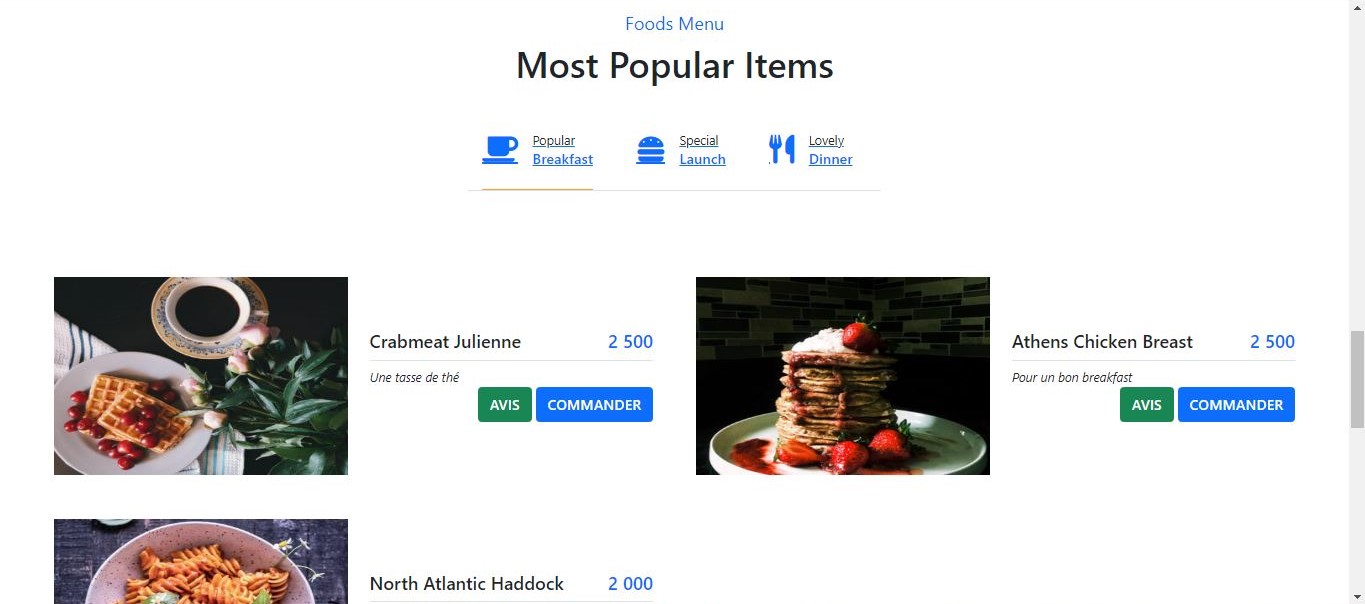 Foods Menu
Most Popular Items
Popular
Breakfast
Special
Launch
Lovely
Dinner
Crabmeat Julienne 2 500
Une tasse de thé
AVIS COMMANDER
Athens Chicken Breast 2 500
Pour un bon breakfast
AVIS COMMANDER
North Atlantic Haddock 2 000